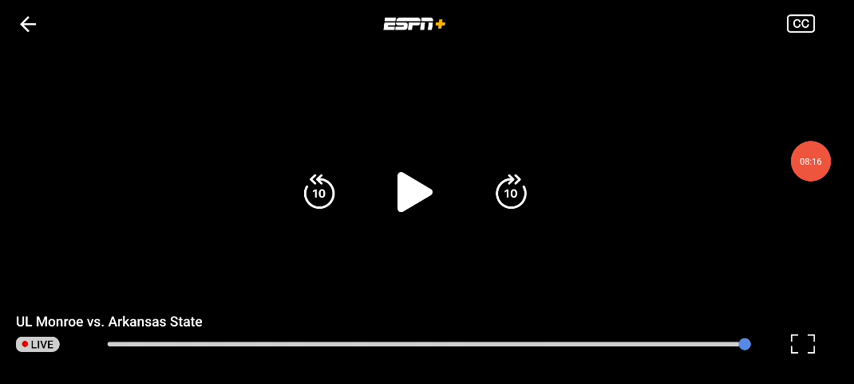 ESPN+
CC
08:16
10
10
UL Monroe vs. Arkansas State
LIVE